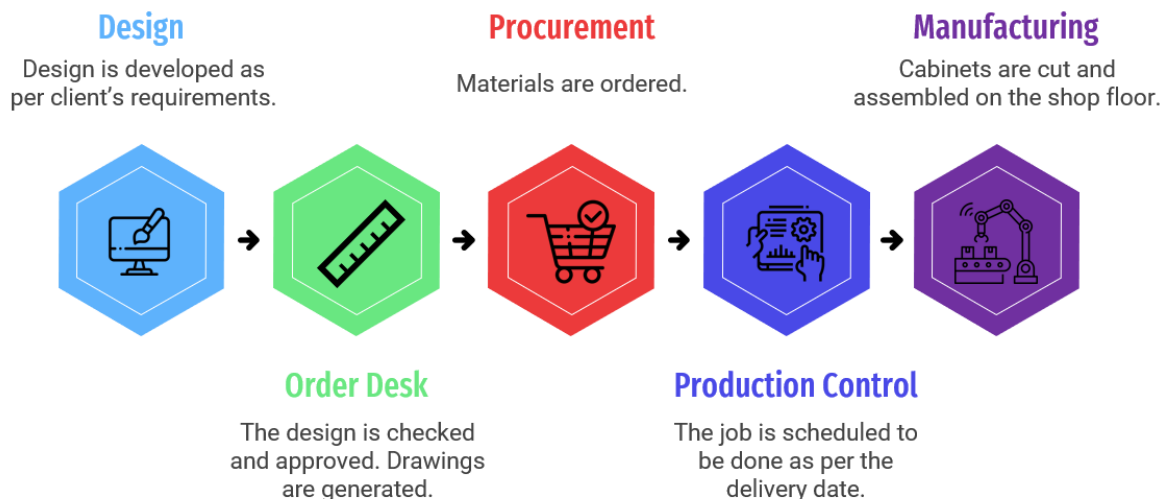 Design
Design is developed as
per client's requirements.
Procurement
Materials are ordered.
Manufacturing
Cabinets are cut and
assembled on the shop floor.
Order Desk
The design is checked
and approved. Drawings
are generated.
Production Control
The job is scheduled to
be done as per the
delivery date.